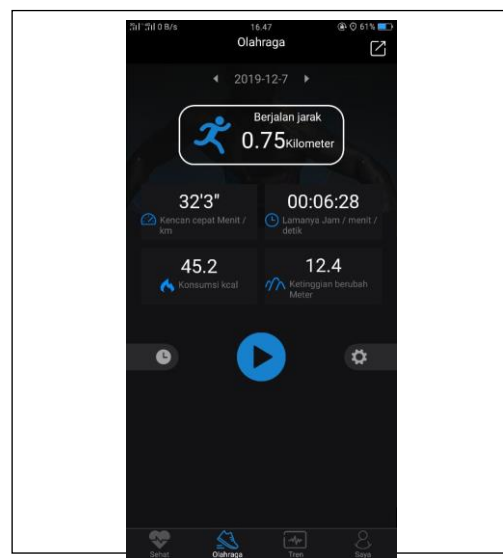 0 B/s 16.47 61%
Olahraga
2019-12-7
Berjalan jarak
0.75Kilometer
32'3" 00:06:28
Kencan cepat Menit / km
Lamanya Jam / menit / detik
45.2 12.4
Konsumsi kcal
Ketinggian berubah Meter
Sehat Olahraga Tren Saya